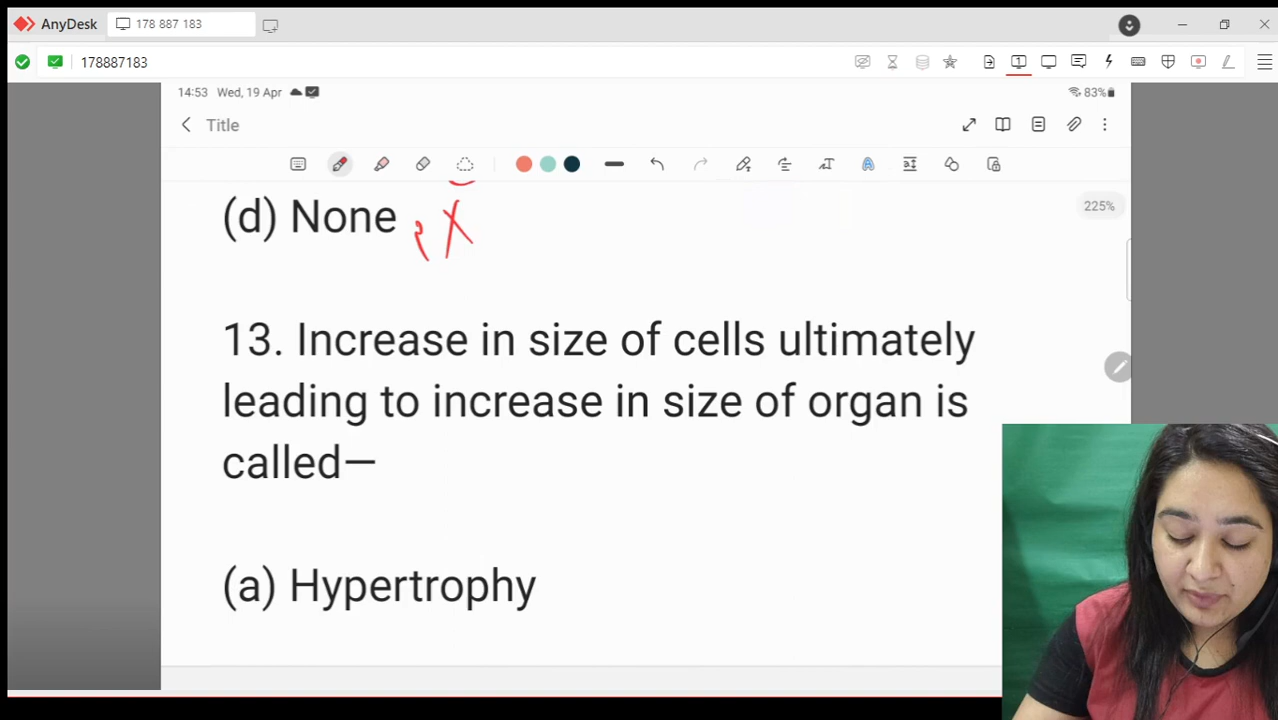 AnyDesk
178 887 183
178887183
14:53 Wed, 19 Apr
83%
Title
225%
(d) None
13. Increase in size of cells ultimately
leading to increase in size of organ is
called—
(a) Hypertrophy